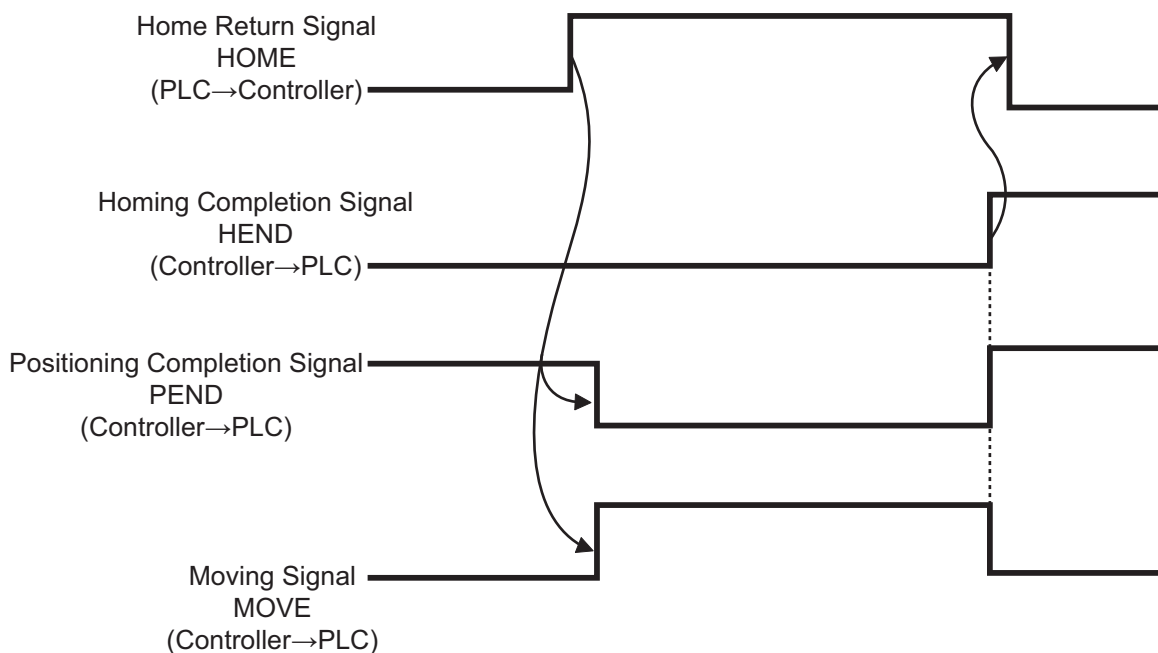 Home Return Signal
HOME
(PLC→Controller)
Homing Completion Signal
HEND
(Controller→PLC)
Positioning Completion Signal
PEND
(Controller→PLC)
Moving Signal
MOVE
(Controller→PLC)